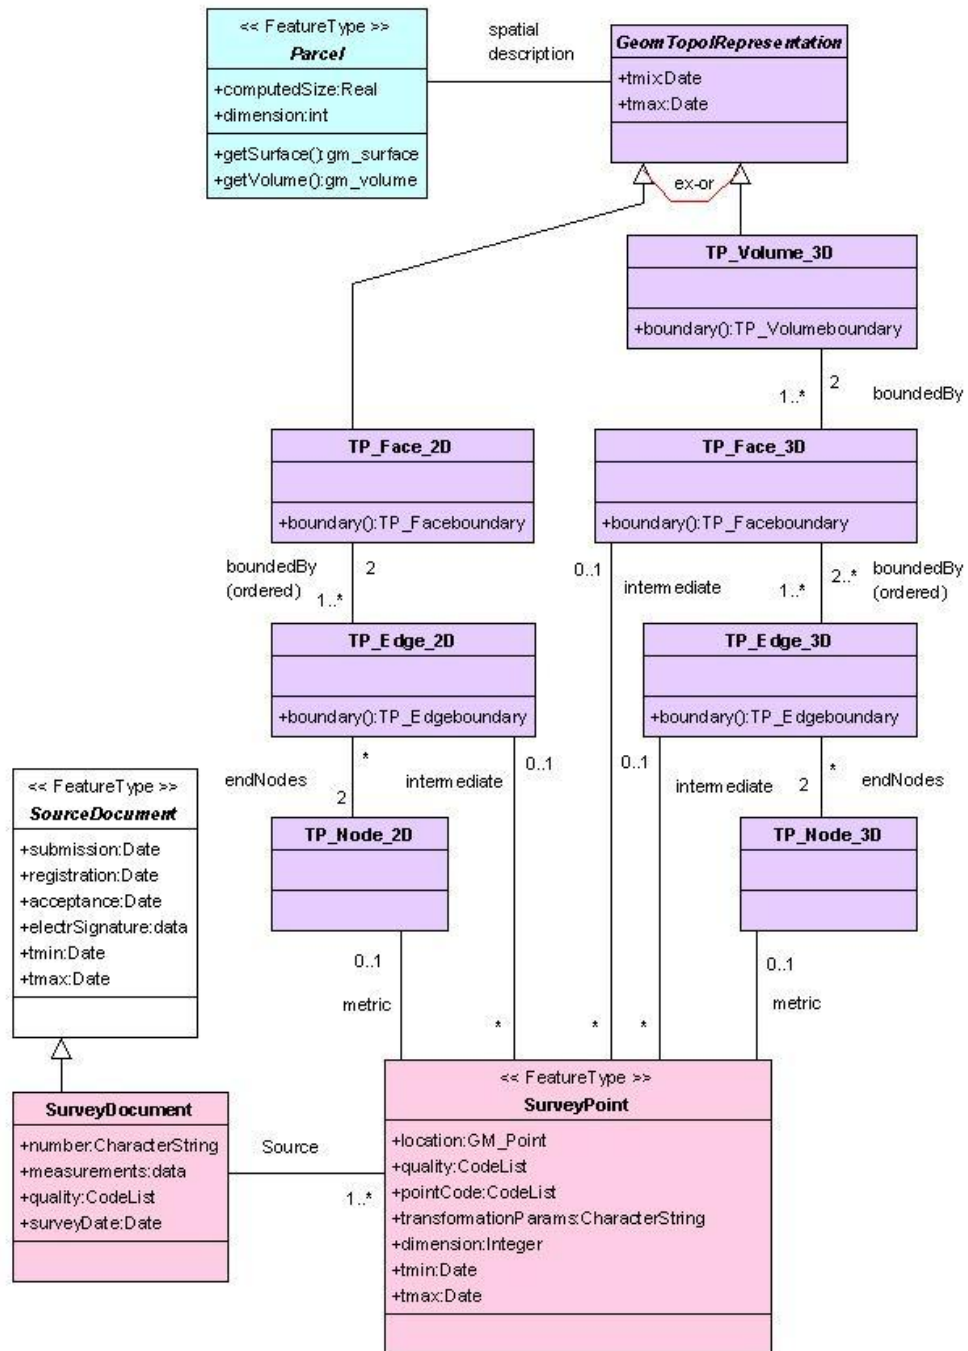 << FeatureType >>
Parcel
+computedSize:Real
+dimension:int
+getSurface():gm_surface
+getVolume():gm_volume
spatial
description
GeomTopolRepresentation
+tmix:Date
+tmax:Date
ex-or
TP_Volume_3D
+boundary():TP_Volumeboundary
1..*
2
boundedBy
TP_Face_2D
+boundary():TP_Faceboundary
TP_Face_3D
+boundary():TP_Faceboundary
boundedBy
(ordered)
2
1..*
0..1
intermediate
1..*
2..*
boundedBy
(ordered)
TP_Edge_2D
+boundary():TP_Edgeboundary
TP_Edge_3D
+boundary():TP_Edgeboundary
endNodes
*
2
intermediate
0..1
0..1
intermediate
*
2
endNodes
<< FeatureType >>
SourceDocument
+submission:Date
+registration:Date
+acceptance:Date
+electrSignature:data
+tmin:Date
+tmax:Date
TP_Node_2D
TP_Node_3D
0..1
metric
*
*
*
0..1
metric
SurveyDocument
+number:CharacterString
+measurements:data
+quality:CodeList
+surveyDate:Date
Source
1..*
<< FeatureType >>
SurveyPoint
+location:GM_Point
+quality:CodeList
+pointCode:CodeList
+transformationParams:CharacterString
+dimension:Integer
+tmin:Date
+tmax:Date